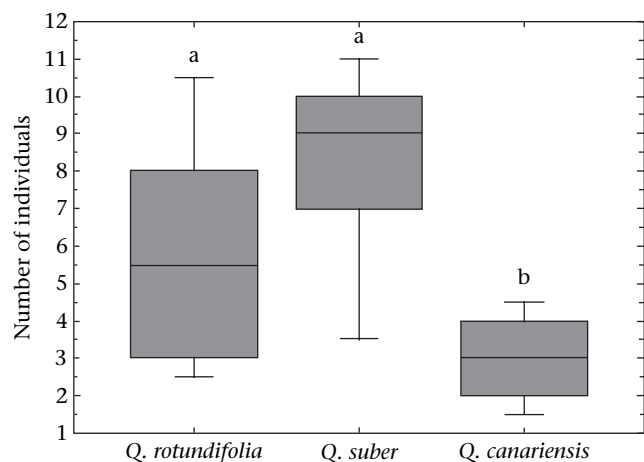 Number of individuals
12
11
10
9
8
7
6
5
4
3
2
1
a
a
b
Q. rotundifolia
Q. suber
Q. canariensis